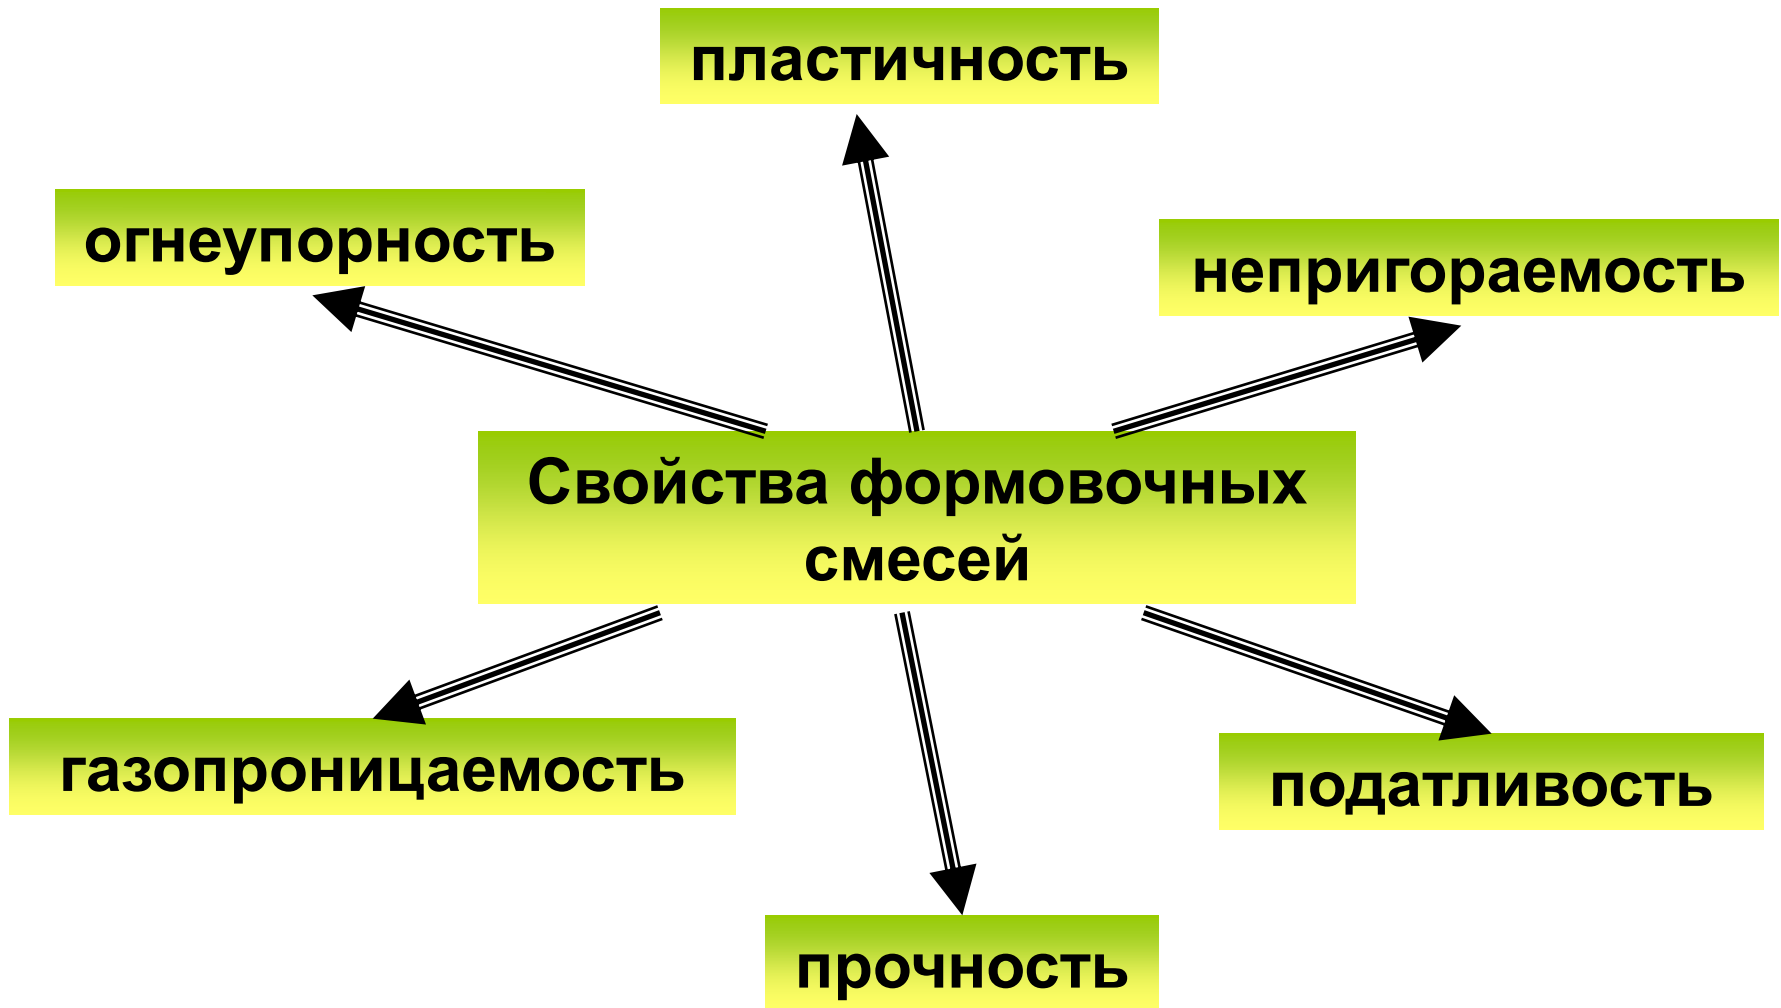 пластичность
огнеупорность
непригораемость
Свойства формовочных
смесей
газопроницаемость
податливость
прочность